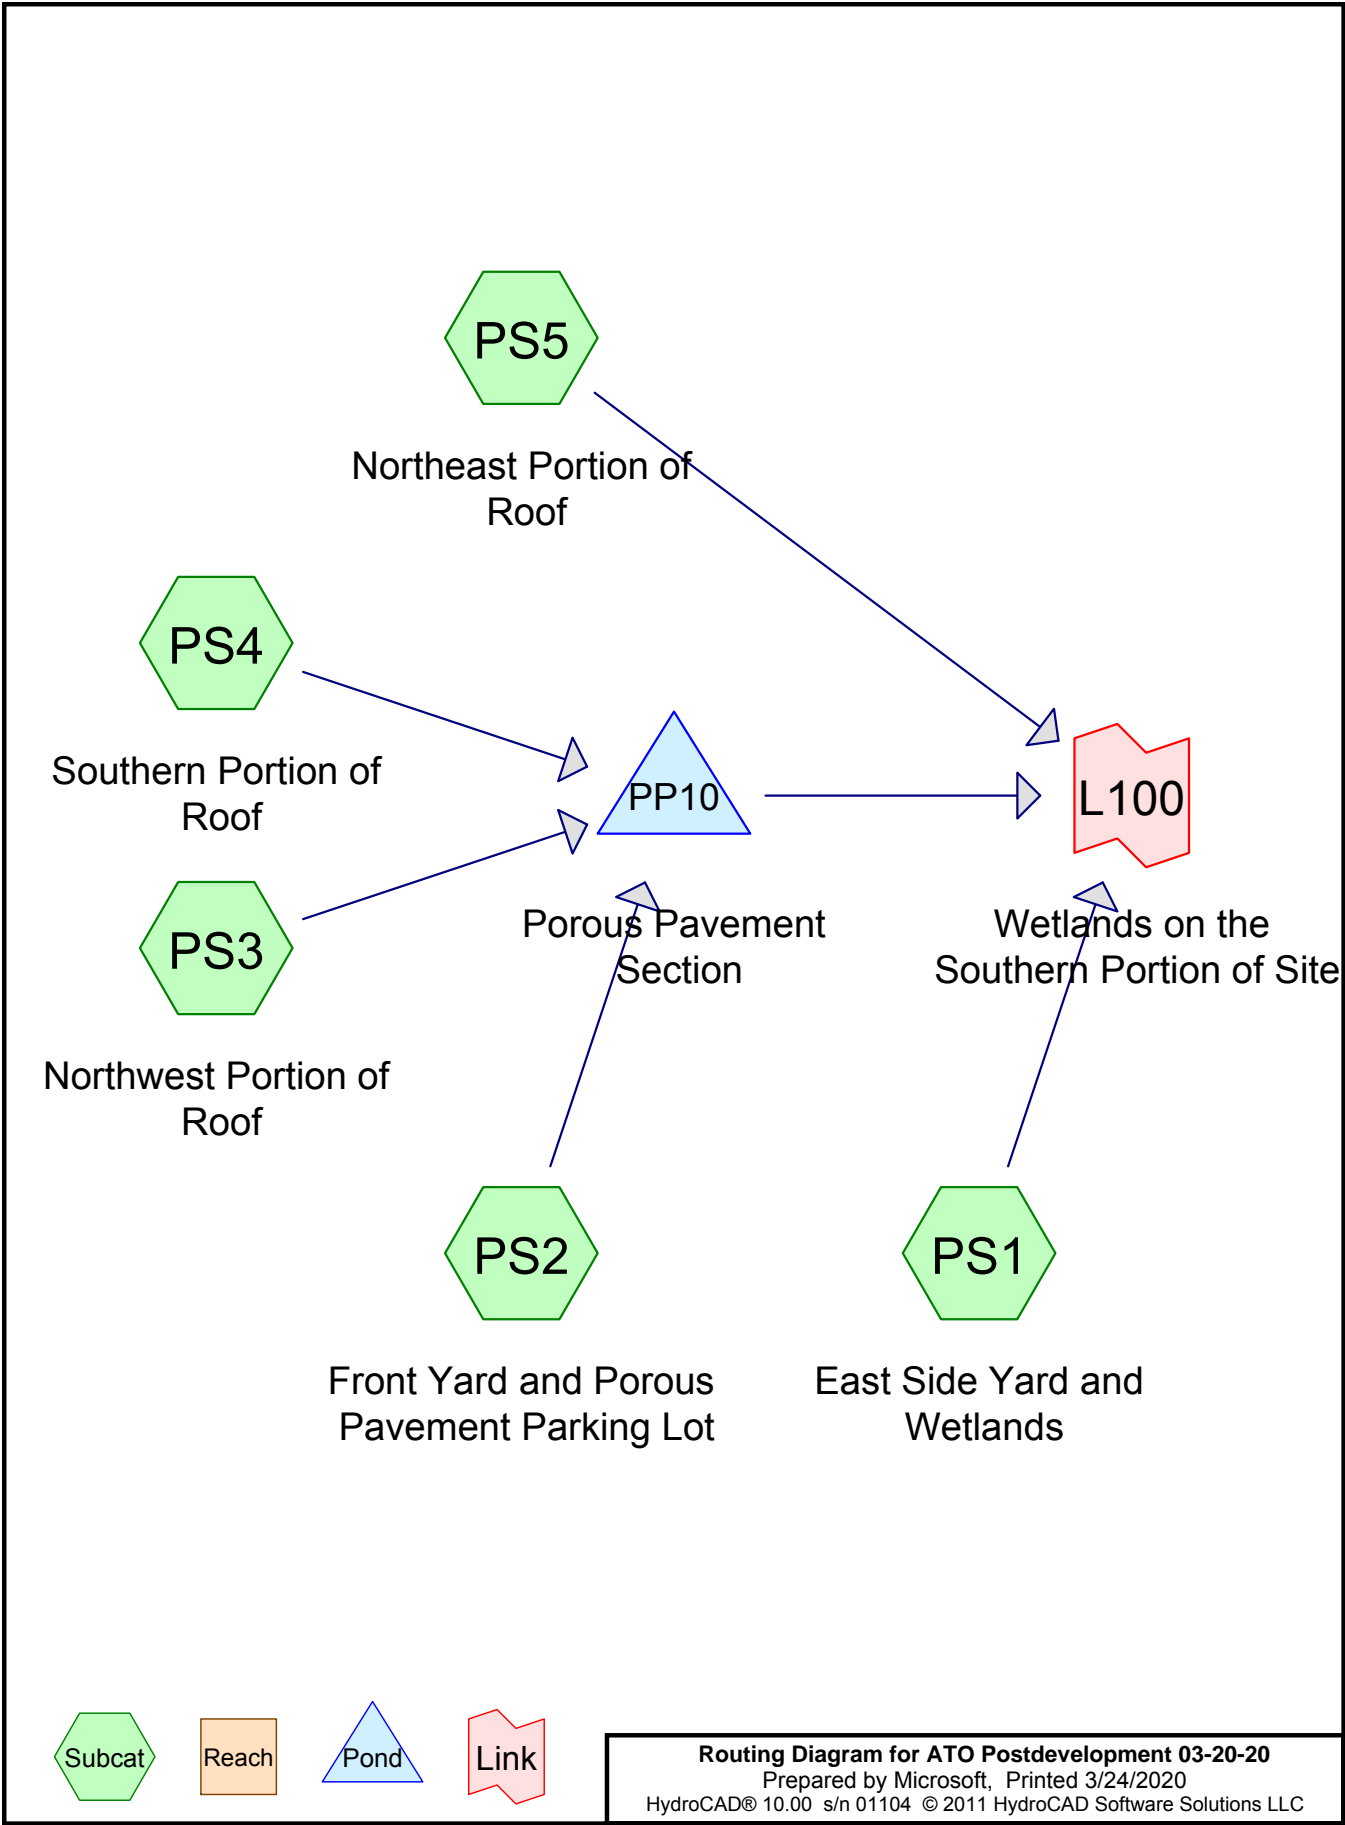 PS5
Northeast Portion of
Roof
PS4
Southern Portion of
Roof
PP10
Porous Pavement
Section
L100
Wetlands on the
Southern Portion of Site
PS3
Northwest Portion of
Roof
PS2
Front Yard and Porous
Pavement Parking Lot
PS1
East Side Yard and
Wetlands
Subcat
Reach
Pond
Link
Routing Diagram for ATO Postdevelopment 03-20-20
Prepared by Microsoft, Printed 3/24/2020
HydroCAD® 10.00 s/n 01104 © 2011 HydroCAD Software Solutions LLC